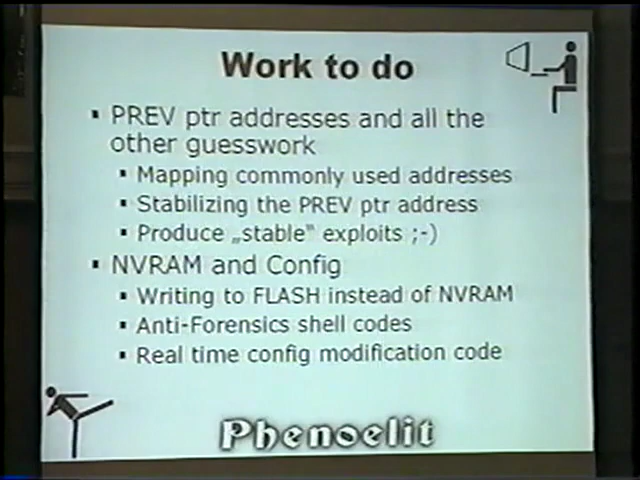 Work to do
▪ PREV ptr addresses and all the
other guesswork
▪ Mapping commonly used addresses
▪ Stabilizing the PREV ptr address
▪ Produce „stable" exploits ;-)
▪ NVRAM and Config
▪ Writing to FLASH instead of NVRAM
▪ Anti-Forensics shell codes
▪ Real time config modification code
Phenoelit